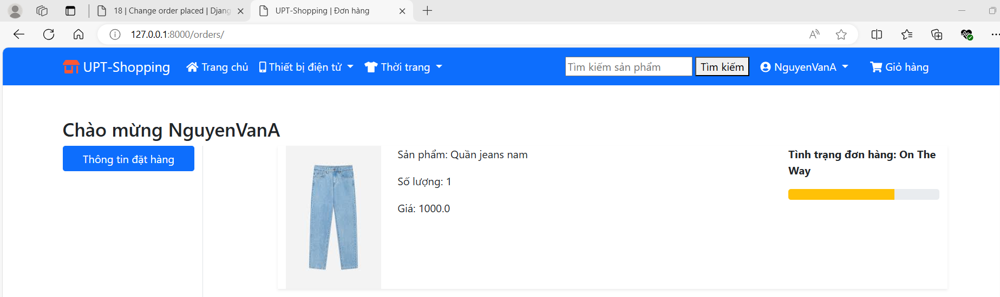 18 | Change order placed | Djang
UPT-Shopping | Đơn hàng
127.0.0.1:8000/orders/
UPT-Shopping
Trang chủ
Thiết bị điện tử
Thời trang
Tìm kiếm sản phẩm
Tìm kiếm
NguyenVanA
Giỏ hàng
Chào mừng NguyenVanA
Thông tin đặt hàng
Sản phẩm: Quần jeans nam
Số lượng: 1
Giá: 1000.0
Tình trạng đơn hàng: On The
Way